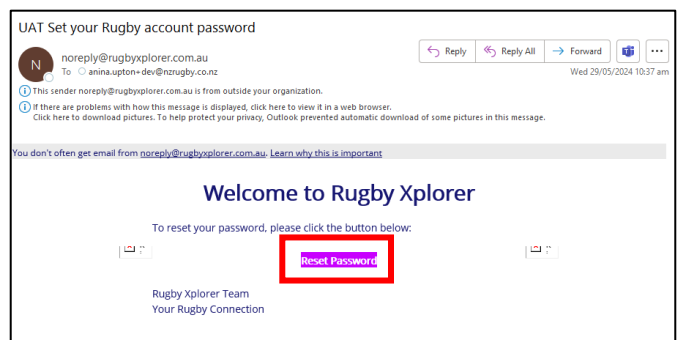 UAT Set your Rugby account password
N
noreply@rugbyxplorer.com.au
To anina.upton+dev@nzrugby.co.nz
Reply
Reply All
Forward
Wed 29/05/2024 10:37 am
This sender noreply@rugbyxplorer.com.au is from outside your organization.
If there are problems with how this message is displayed, click here to view it in a web browser.
Click here to download pictures. To help protect your privacy, Outlook prevented automatic download of some pictures in this message.
You don't often get email from noreply@rugbyxplorer.com.au. Learn why this is important
Welcome to Rugby Xplorer
To reset your password, please click the button below:
Reset Password
Rugby Xplorer Team
Your Rugby Connection